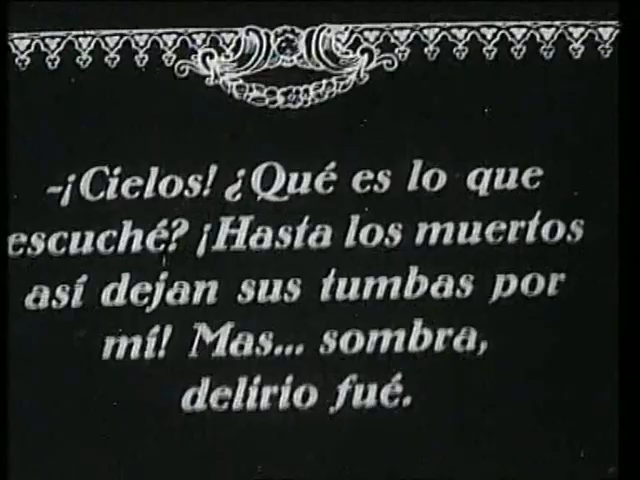 -¡Cielos! ¿Qué es lo que
escuché? ¡Hasta los muertos
así dejan sus tumbas por
mí! Mas... sombra,
delirio fué.